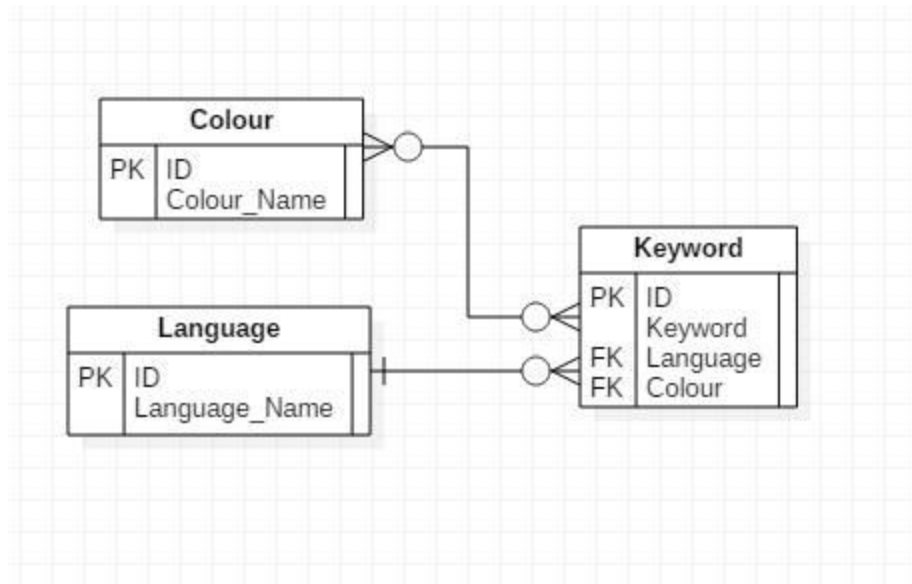 Colour
PK ID
Colour_Name
Language
PK ID
Language_Name
Keyword
PK ID
Keyword
FK Language
FK Colour